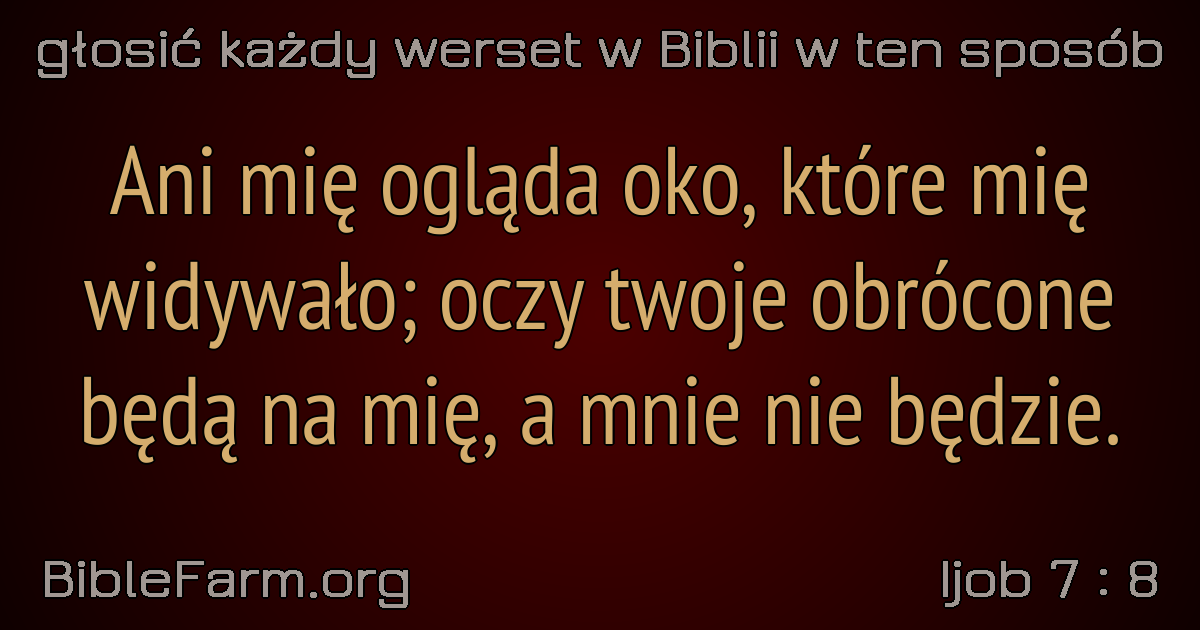 głosić każdy werset w Biblii w ten sposób
Ani mię ogląda oko, które mię
widywało; oczy twoje obrócone
będą na mię, a mnie nie będzie.
BibleFarm.org
Ijob 7 : 8